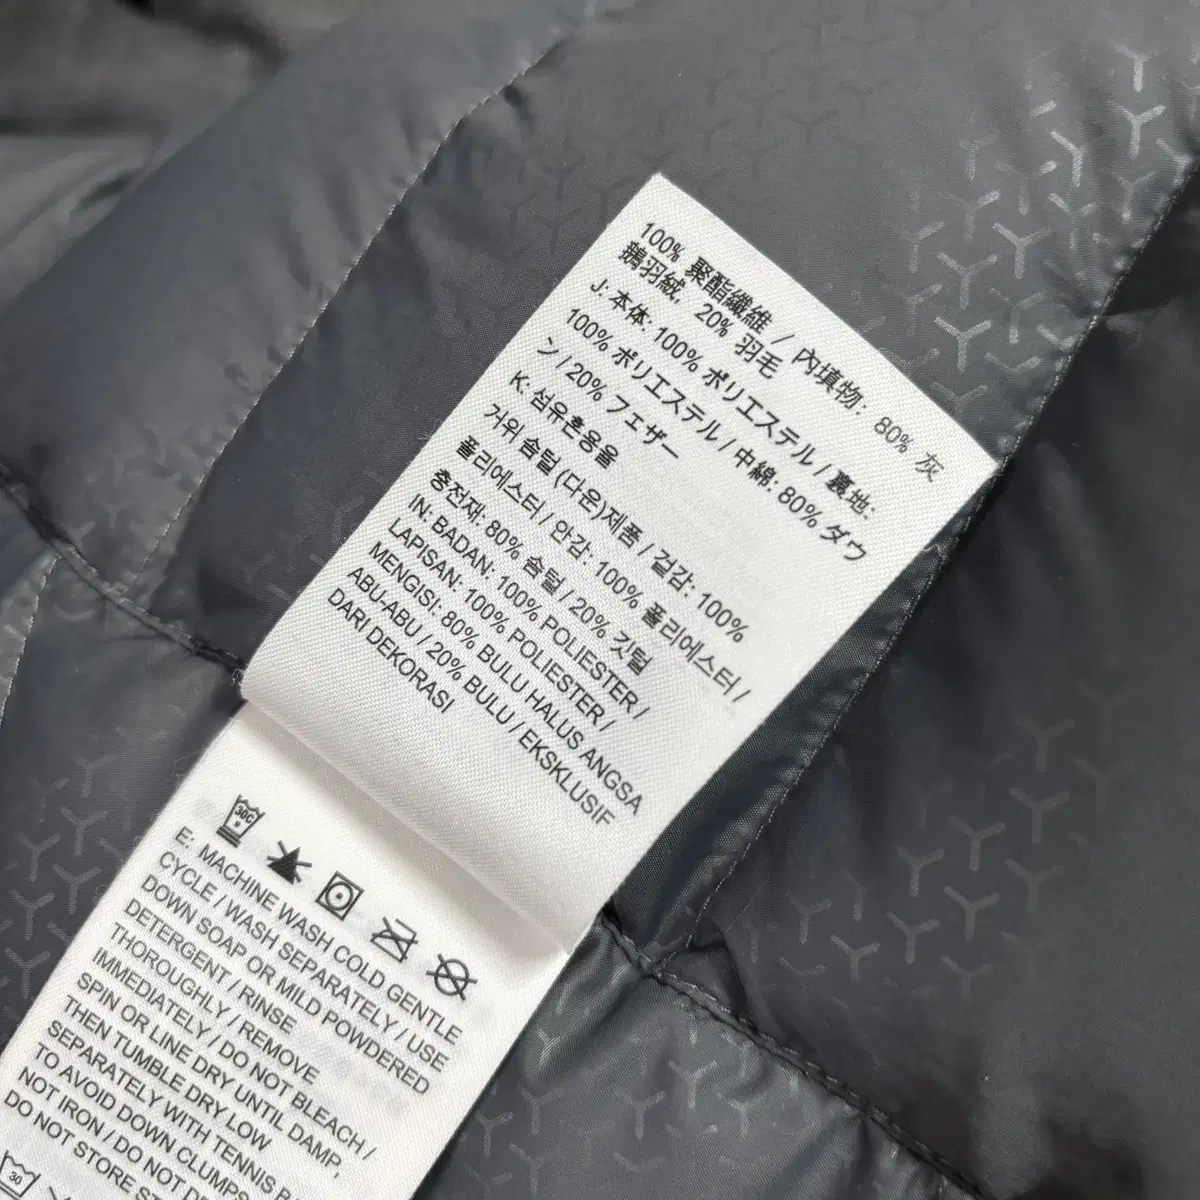 100% 聚酯纖維 / 內填物: 80% 灰
鵝羽絨, 20% 羽毛
J: 本体: 100% ポリエステル / 裏地:
100% ポリエステル / 中綿: 80% ダウ
ン / 20% フェザー
K: 섬유혼용율
거위 솜털 (다운)제품 / 겉감: 100%
폴리에스터 / 안감: 100% 폴리에스터 /
충전재: 80% 솜털 / 20% 깃털
IN: BADAN: 100% POLIESTER /
LAPISAN: 100% POLIESTER /
MENGISI: 80% BULU HALUS ANGSA
ABU-ABU / 20% BULU / EKSKLUSIF
DARI DEKORASI
30C
E: MACHINE WASH COLD GENTLE
CYCLE / WASH SEPARATELY / USE
DOWN SOAP OR MILD POWDERED
DETERGENT / RINSE
THOROUGHLY / REMOVE
IMMEDIATELY / DO NOT BLEACH /
SPIN OR LINE DRY UNTIL DAMP,
THEN TUMBLE DRY LOW
SEPARATELY WITH TENNIS
TO AVOID DOWN CLUMPS
NOT IRON / DO NOT
DO NOT STORE
30